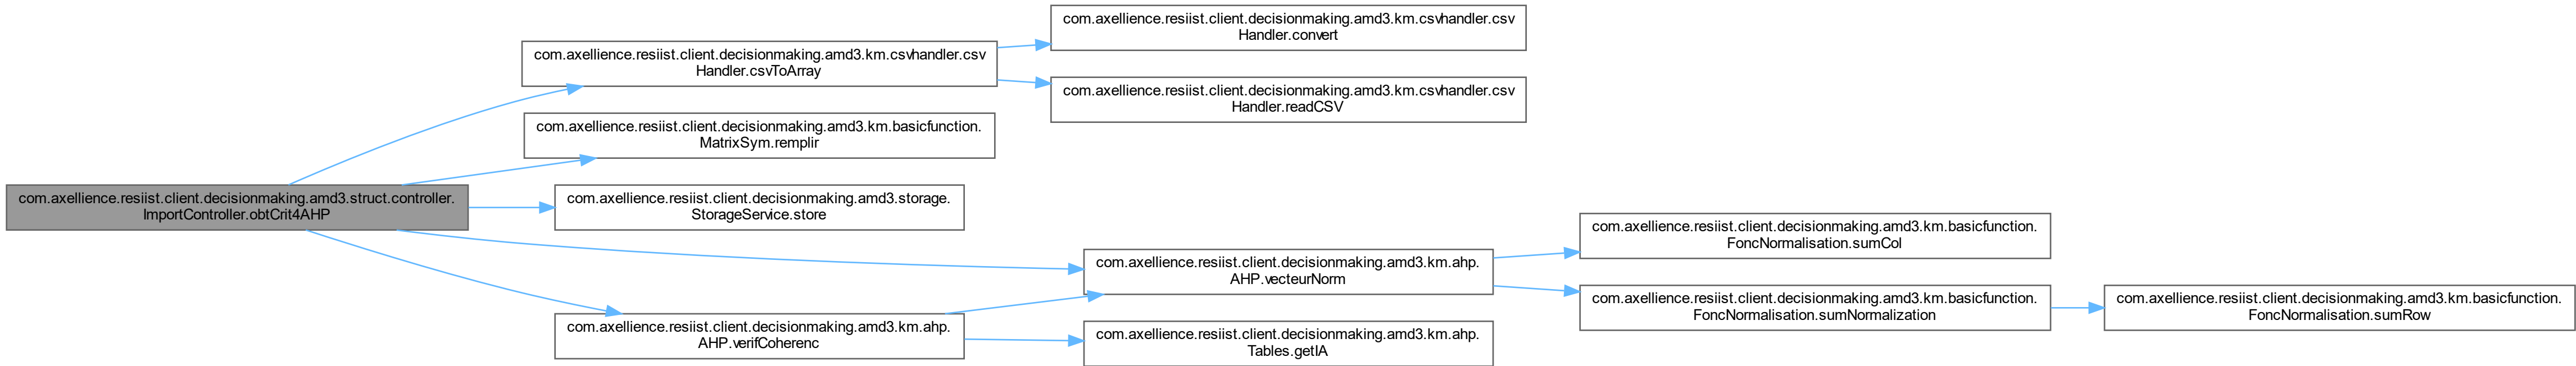 com.axellience.resiist.client.decisionmaking.amd3.struct.controller.
ImportController.obtCrit4AHP
com.axellience.resiist.client.decisionmaking.amd3.km.csvhandler.csv
Handler.csvToArray
com.axellience.resiist.client.decisionmaking.amd3.km.csvhandler.csv
Handler.convert
com.axellience.resiist.client.decisionmaking.amd3.km.csvhandler.csv
Handler.readCSV
com.axellience.resiist.client.decisionmaking.amd3.km.basicfunction.
MatrixSym.remplir
com.axellience.resiist.client.decisionmaking.amd3.storage.
StorageService.store
com.axellience.resiist.client.decisionmaking.amd3.km.ahp.
AHP.vecteurNorm
com.axellience.resiist.client.decisionmaking.amd3.km.ahp.
AHP.verifCoherenc
com.axellience.resiist.client.decisionmaking.amd3.km.basicfunction.
FoncNormalisation.sumCol
com.axellience.resiist.client.decisionmaking.amd3.km.basicfunction.
FoncNormalisation.sumNormalization
com.axellience.resiist.client.decisionmaking.amd3.km.basicfunction.
FoncNormalisation.sumRow
com.axellience.resiist.client.decisionmaking.amd3.km.ahp.
Tables.getIA